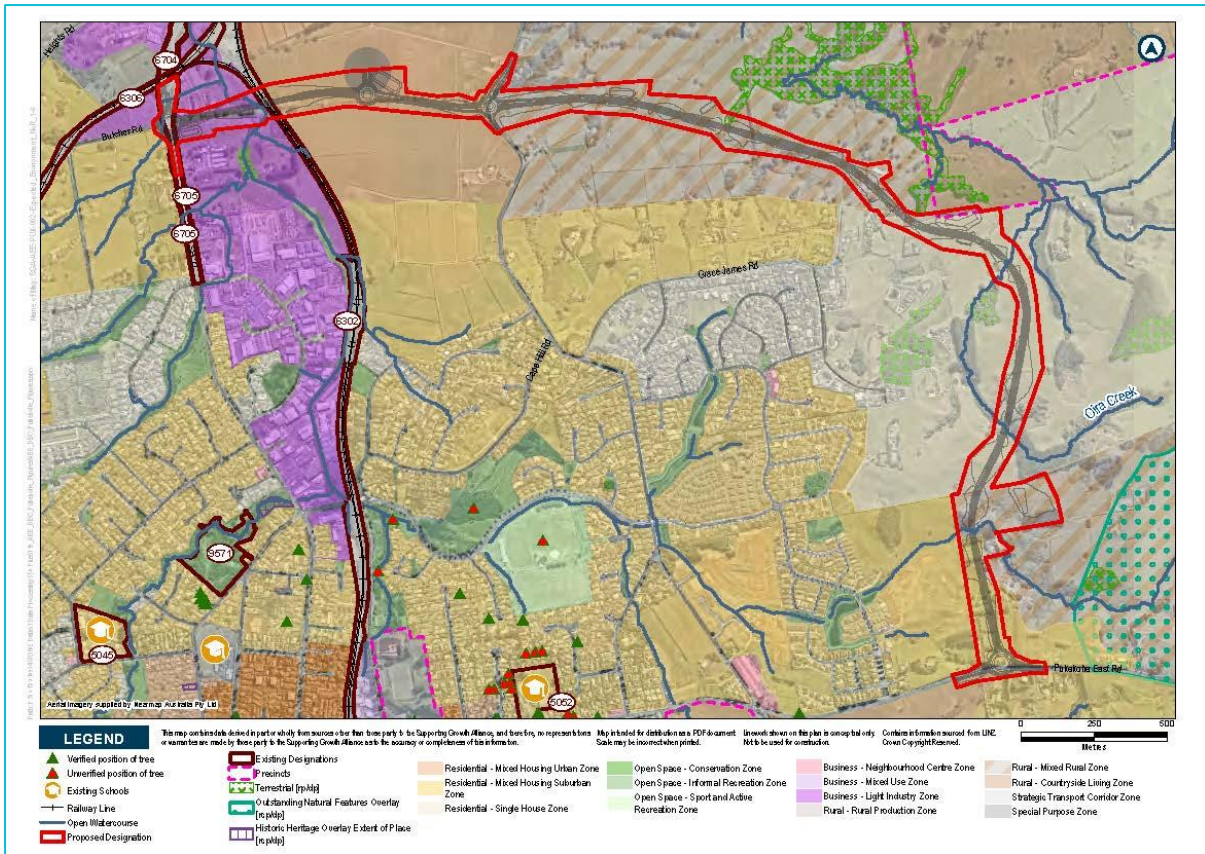 Heights Rd
6704
6306
Butcher Rd
6705
6705
Grace James Rd
6302
Cape Hill Rd
Oira Creek
9571
5045
5052
Pukekohe East Rd
Aerial Imagery supplied by Nearmap Australia Pty Ltd
0 250 500
Metres
LEGEND
This map contains data derived in part or wholly from sources other than those party to the Supporting Growth Alliance, and therefore, no representations
or warranties are made by those party to the Supporting Growth Alliance as to the accuracy or completeness of this information.
Map intended for distribution as a PDF document.
Scale may be incorrect when printed.
Linework shown on this plan is conceptual only.
Not to be used for construction.
Contains information sourced from LINZ.
Crown Copyright Reserved.
Verified position of tree
Unverified position of tree
Existing Schools
Railway Line
Open Watercourse
Proposed Designation
Existing Designations
Precincts
Terrestrial [rp/dp]
Outstanding Natural Features Overlay
[rcp/dp]
Historic Heritage Overlay Extent of Place
[rcp/dp]
Residential - Mixed Housing Urban Zone
Residential - Mixed Housing Suburban
Zone
Residential - Single House Zone
Open Space - Conservation Zone
Open Space - Informal Recreation Zone
Open Space - Sport and Active
Recreation Zone
Business - Neighbourhood Centre Zone
Business - Mixed Use Zone
Business - Light Industry Zone
Rural - Rural Production Zone
Rural - Mixed Rural Zone
Rural - Countryside Living Zone
Strategic Transport Corridor Zone
Special Purpose Zone